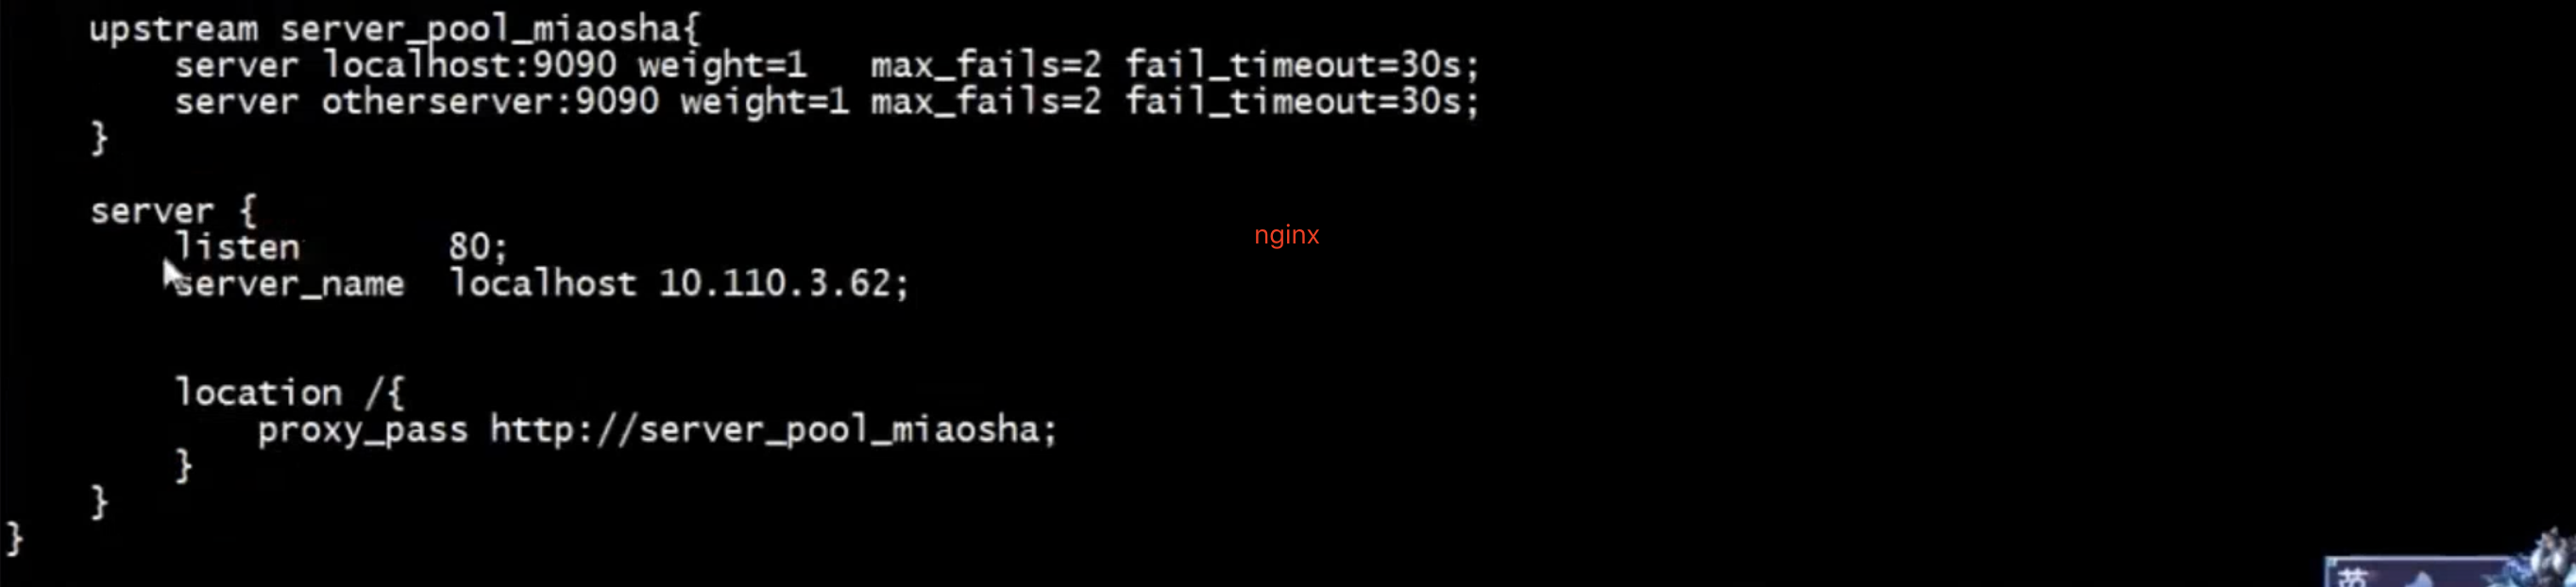 upstream server_pool_miaosha{
server localhost:9090 weight=1 max_fails=2 fail_timeout=30s;
server otherserver:9090 weight=1 max_fails=2 fail_timeout=30s;
}
server {
listen 80;
nginx
server_name localhost 10.110.3.62;
location /{
proxy_pass http://server_pool_miaosha;
}
}
}
英